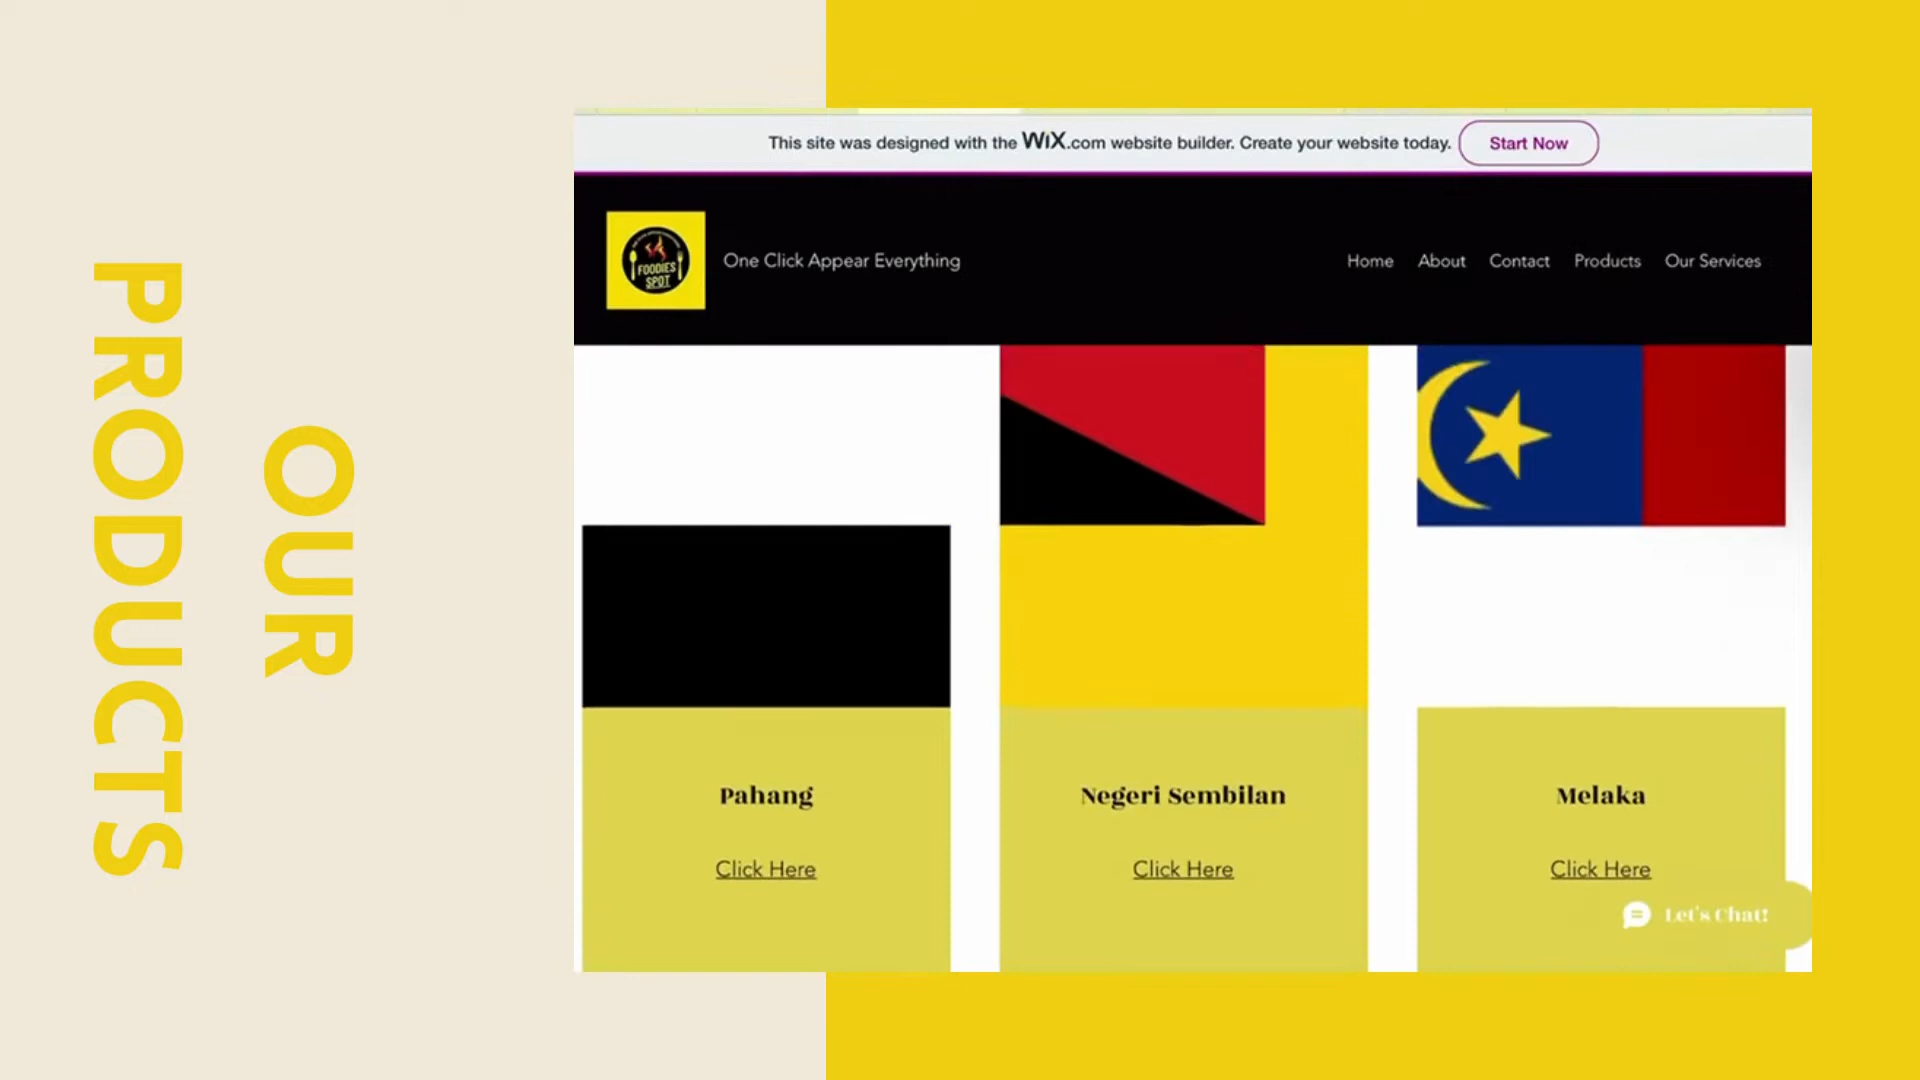 OUR
PRODUCTS
This site was designed with the WiX.com website builder. Create your website today.
Start Now
FOODIES
SPOT
One Click Appear Everything
Home
About
Contact
Products
Our Services
Pahang
Negeri Sembilan
Melaka
Click Here
Click Here
Click Here
Let's Chat!